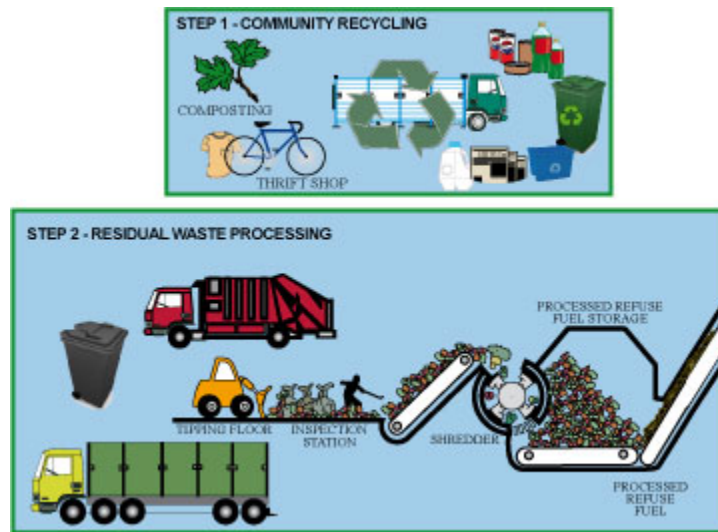 STEP 1 - COMMUNITY RECYCLING
COMPOSTING
THRIFT SHOP
STEP 2 - RESIDUAL WASTE PROCESSING
PROCESSED REFUSE
FUEL STORAGE
TIPPING FLOOR
INSPECTION
STATION
SHREDDER
PROCESSED
REFUSE
FUEL